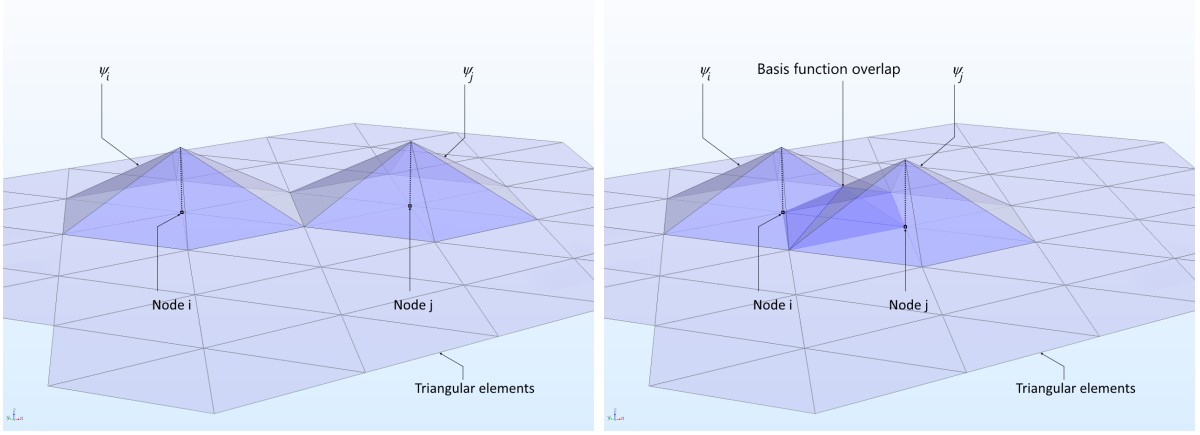 ψi
ψj
Node i
Node j
Triangular elements
ψi
Basis function overlap
ψj
Node i
Node j
Triangular elements